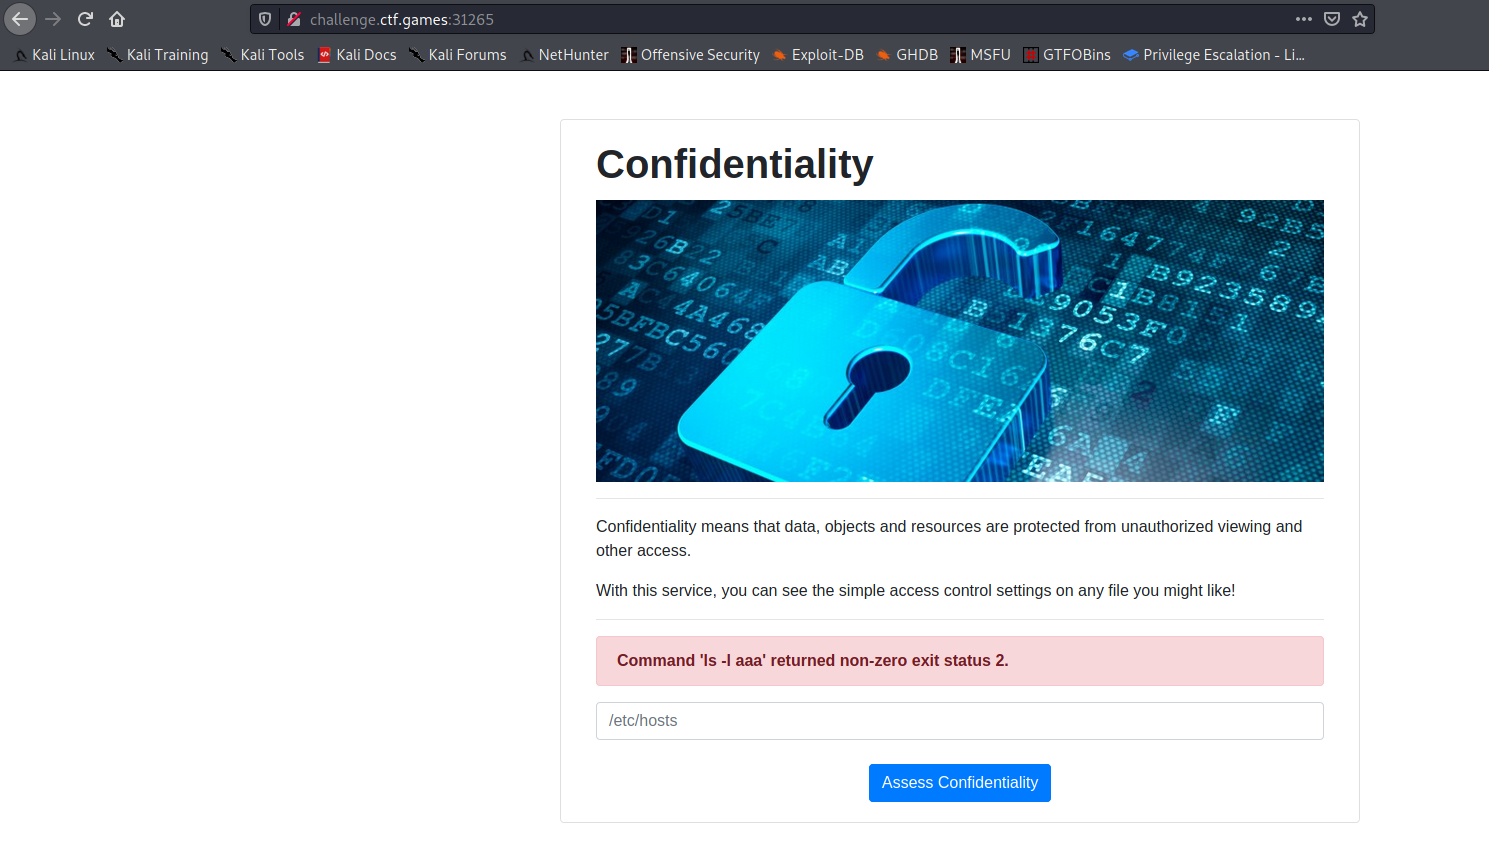 challenge.ctf.games:31265
Kali Linux Kali Training Kali Tools Kali Docs Kali Forums NetHunter Offensive Security Exploit-DB GHDB MSFU GTFOBins Privilege Escalation - Li...
Confidentiality
Confidentiality means that data, objects and resources are protected from unauthorized viewing and
other access.
With this service, you can see the simple access control settings on any file you might like!
Command 'ls -l aaa' returned non-zero exit status 2.
/etc/hosts
Assess Confidentiality